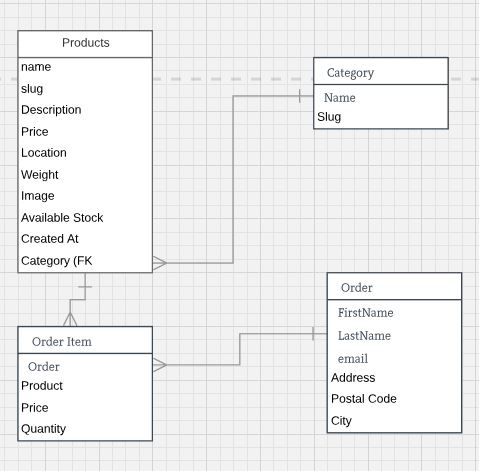 Products
name
slug
Description
Price
Location
Weight
Image
Available Stock
Created At
Category (FK
Category
Name
Slug
Order Item
Order
Product
Price
Quantity
Order
FirstName
LastName
email
Address
Postal Code
City